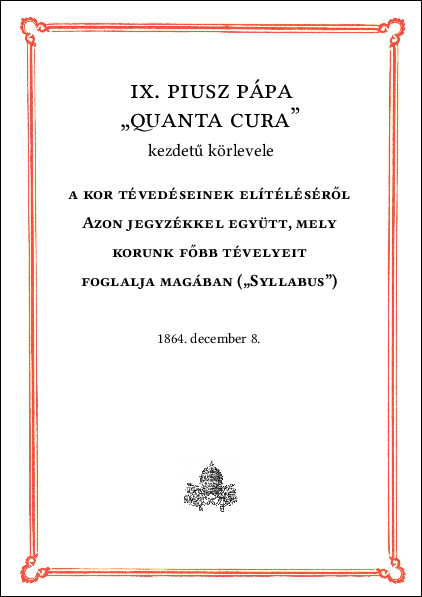 IX. PIUSZ PÁPA
„QUANTA CURA”
kezdetű körlevele
A KOR TÉVEDÉSEINEK ELÍTÉLÉSÉRŐL
AZON JEGYZÉKKEL EGYÜTT, MELY
KORUNK FŐBB TÉVELYEIT
FOGLALJA MAGÁBAN („SYLLABUS”)
1864. december 8.